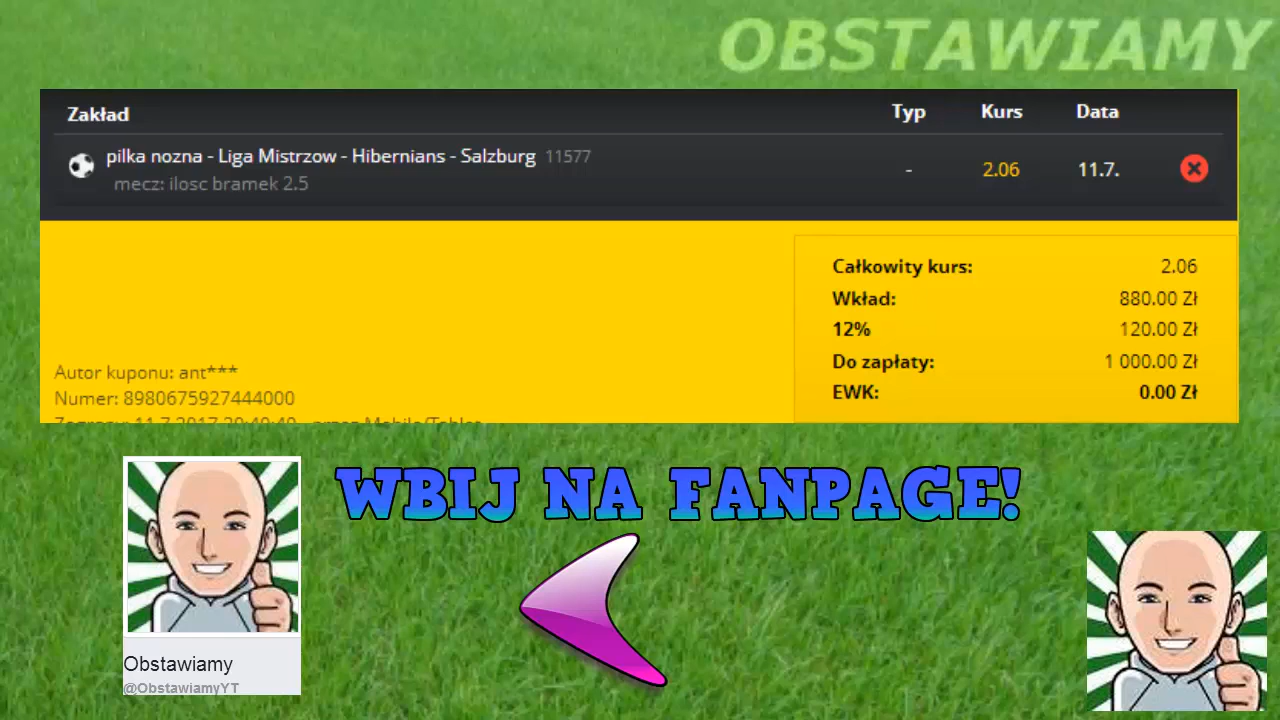 OBSTAWIAMY
Zakład Typ Kurs Data
pilka nozna - Liga Mistrzow - Hibernians - Salzburg 11577
mecz: ilosc bramek 2.5
- 2.06 11.7.
Całkowity kurs: 2.06
Wkład: 880.00 Zł
12% 120.00 Zł
Do zapłaty: 1 000.00 Zł
EWK: 0.00 Zł
Autor kuponu: ant***
Numer: 8980675927444000
WBIJ NA FANPAGE!
Obstawiamy
@ObstawiamyYT